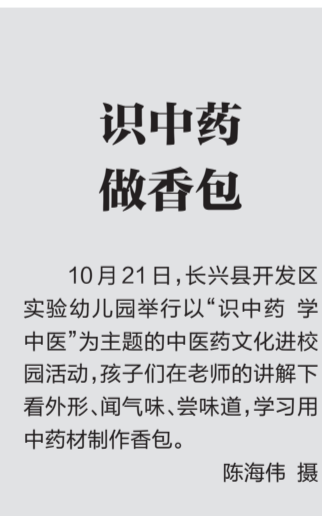 识中药
做香包
10月21日，长兴县开发区
实验幼儿园举行以“识中药 学
中医”为主题的中医药文化进校
园活动，孩子们在老师的讲解下
看外形、闻气味、尝味道，学习用
中药材制作香包。
陈海伟 摄